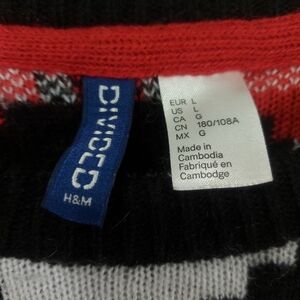 DIVIDED
H&M
EUR L
US L
CA G
CN 180/108A
MX G
Made in
Cambodia
Fabriqué en
Cambodge